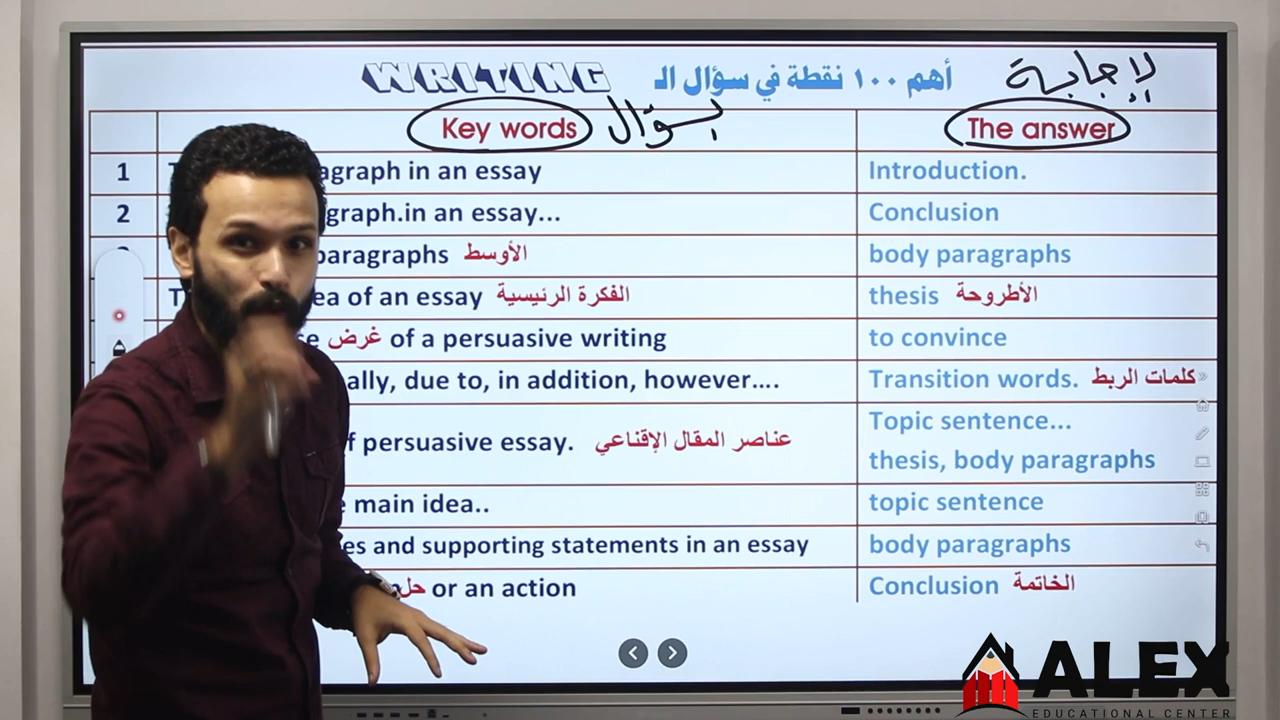 أهم ١٠٠ نقطة في سؤال الـ WRITING
الإجابة
Key words سؤال The answer
1 agraph in an essay Introduction.
2 graph.in an essay... Conclusion
paragraphs الأوسط body paragraphs
of an essay الفكرة الرئيسية thesis الأطروحة
غرض of a persuasive writing to convince
ally, due to, in addition, however.... Transition words. كلمات الربط
persuasive essay. عناصر المقال الإقناعي Topic sentence...
thesis, body paragraphs
main idea.. topic sentence
es and supporting statements in an essay body paragraphs
حل or an action Conclusion الخاتمة
ALEX
EDUCATIONAL CENTER